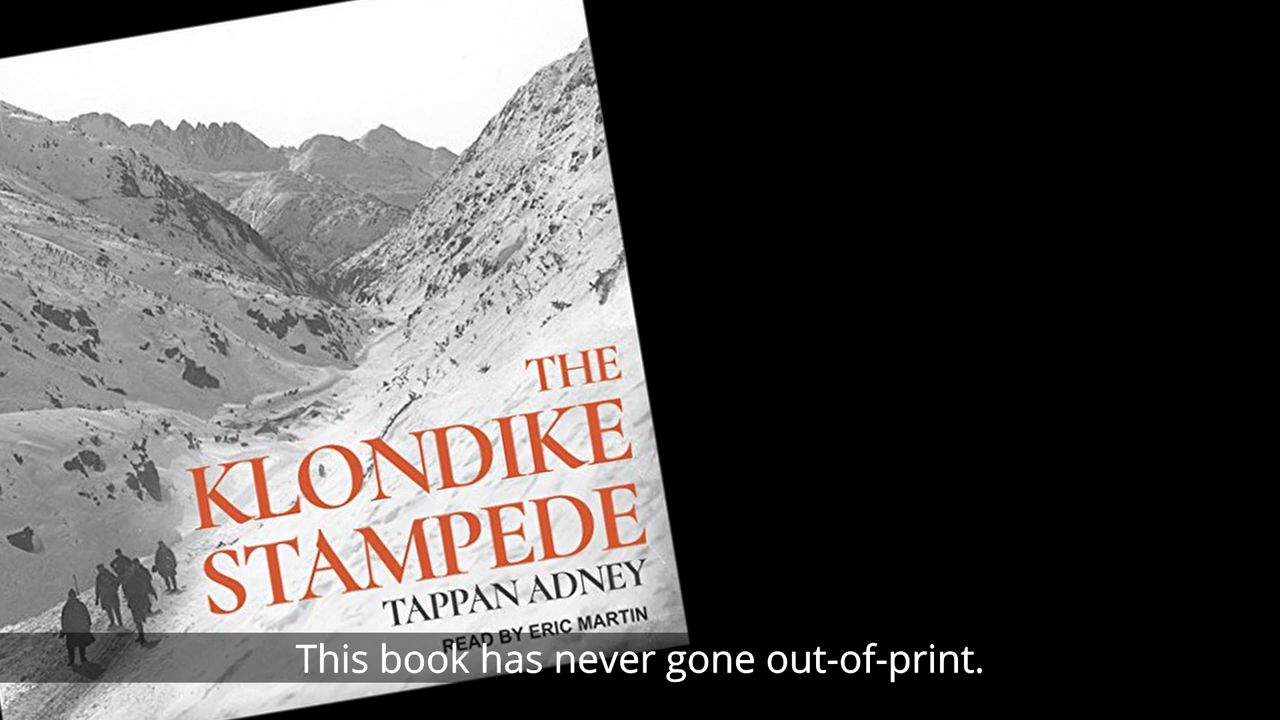 THE
KLONDIKE
STAMPEDE
TAPPAN ADNEY
READ BY ERIC MARTIN
This book has never gone out-of-print.